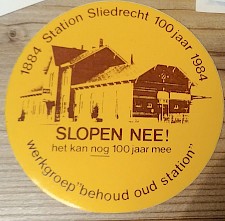 1884 Station Sliedrecht 100 jaar 1984
SLOPEN NEE!
het kan nog 100 jaar mee
werkgroep "behoud oud station"